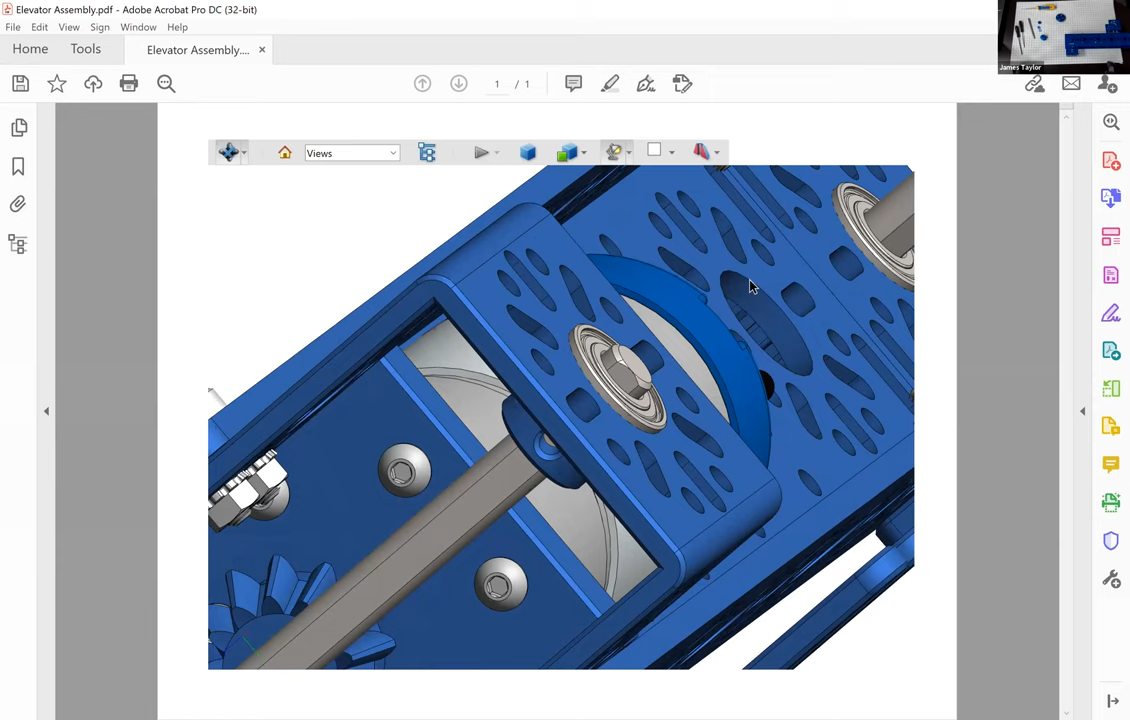 Elevator Assembly.pdf - Adobe Acrobat Pro DC (32-bit)
File Edit View Sign Window Help
Home Tools Elevator Assembly....
1 / 1
James Taylor
Views